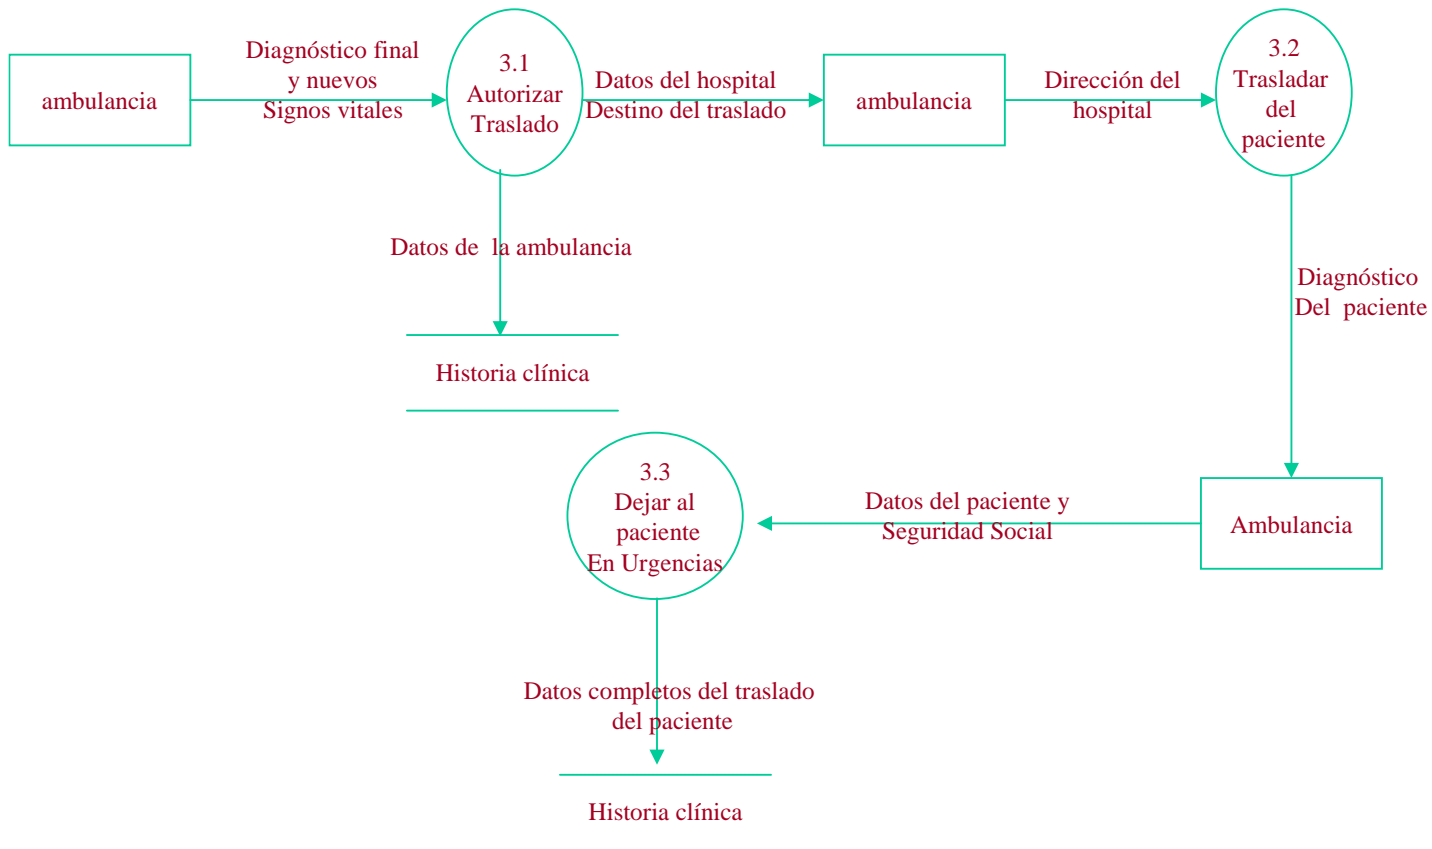 ambulancia
Diagnóstico final
y nuevos
Signos vitales
3.1
Autorizar
Traslado
Datos del hospital
Destino del traslado
ambulancia
Dirección del
hospital
3.2
Trasladar
del
paciente
Datos de la ambulancia
Historia clínica
Diagnóstico
Del paciente
Ambulancia
Datos del paciente y
Seguridad Social
3.3
Dejar al
paciente
En Urgencias
Datos completos del traslado
del paciente
Historia clínica